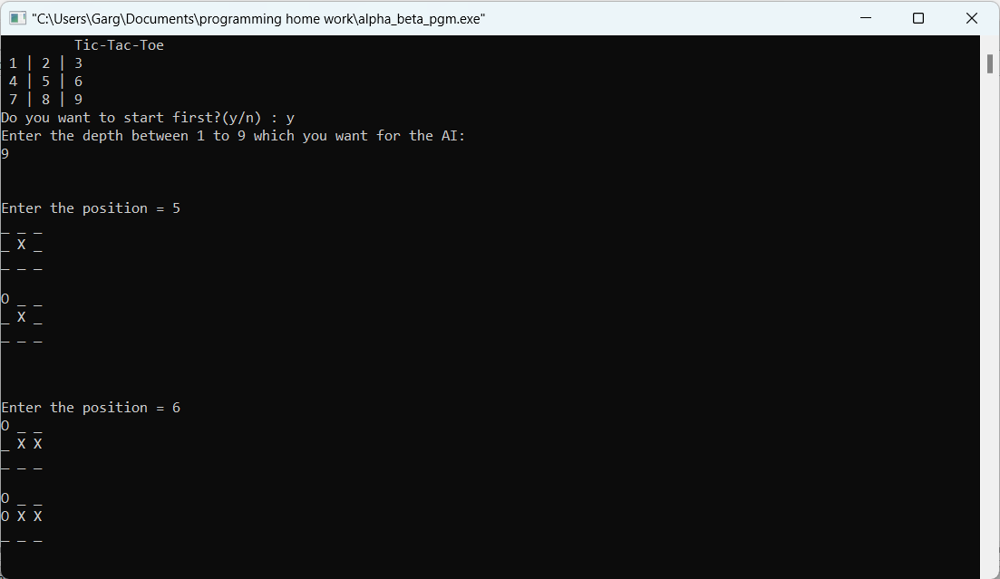 "C:\Users\Garg\Documents\programming home work\alpha_beta_pgm.exe"
Tic-Tac-Toe
1 | 2 | 3
4 | 5 | 6
7 | 8 | 9
Do you want to start first?(y/n) : y
Enter the depth between 1 to 9 which you want for the AI:
9
Enter the position = 5
_ _ _
_ X _
_ _ _
O _ _
_ X _
_ _ _
Enter the position = 6
O _ _
_ X X
_ _ _
O _ _
O X X
_ _ _